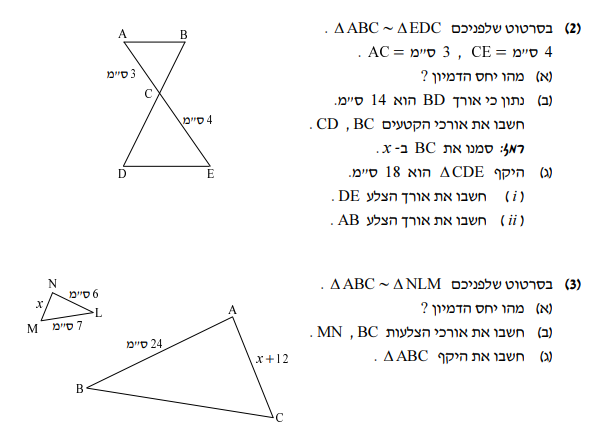 (2) בסרטוט שלפניכם ΔABC ~ ΔEDC .
4 ס״מ = CE , 3 ס״מ = AC .
(א) מהו יחס הדמיון ?
(ב) נתון כי אורך BD הוא 14 ס״מ.
חשבו את אורכי הקטעים CD , BC .
רמז: סמנו את BC ב- x.
(ג) היקף ΔCDE הוא 18 ס״מ.
(i) חשבו את אורך הצלע DE .
(ii) חשבו את אורך הצלע AB .
A
B
3 ס״מ
C
4 ס״מ
D
E
(3) בסרטוט שלפניכם ΔABC ~ ΔNLM .
(א) מהו יחס הדמיון ?
(ב) חשבו את אורכי הצלעות MN , BC .
(ג) חשבו את היקף ΔABC .
N
6 ס״מ
x
L
M
7 ס״מ
A
24 ס״מ
x+12
B
C